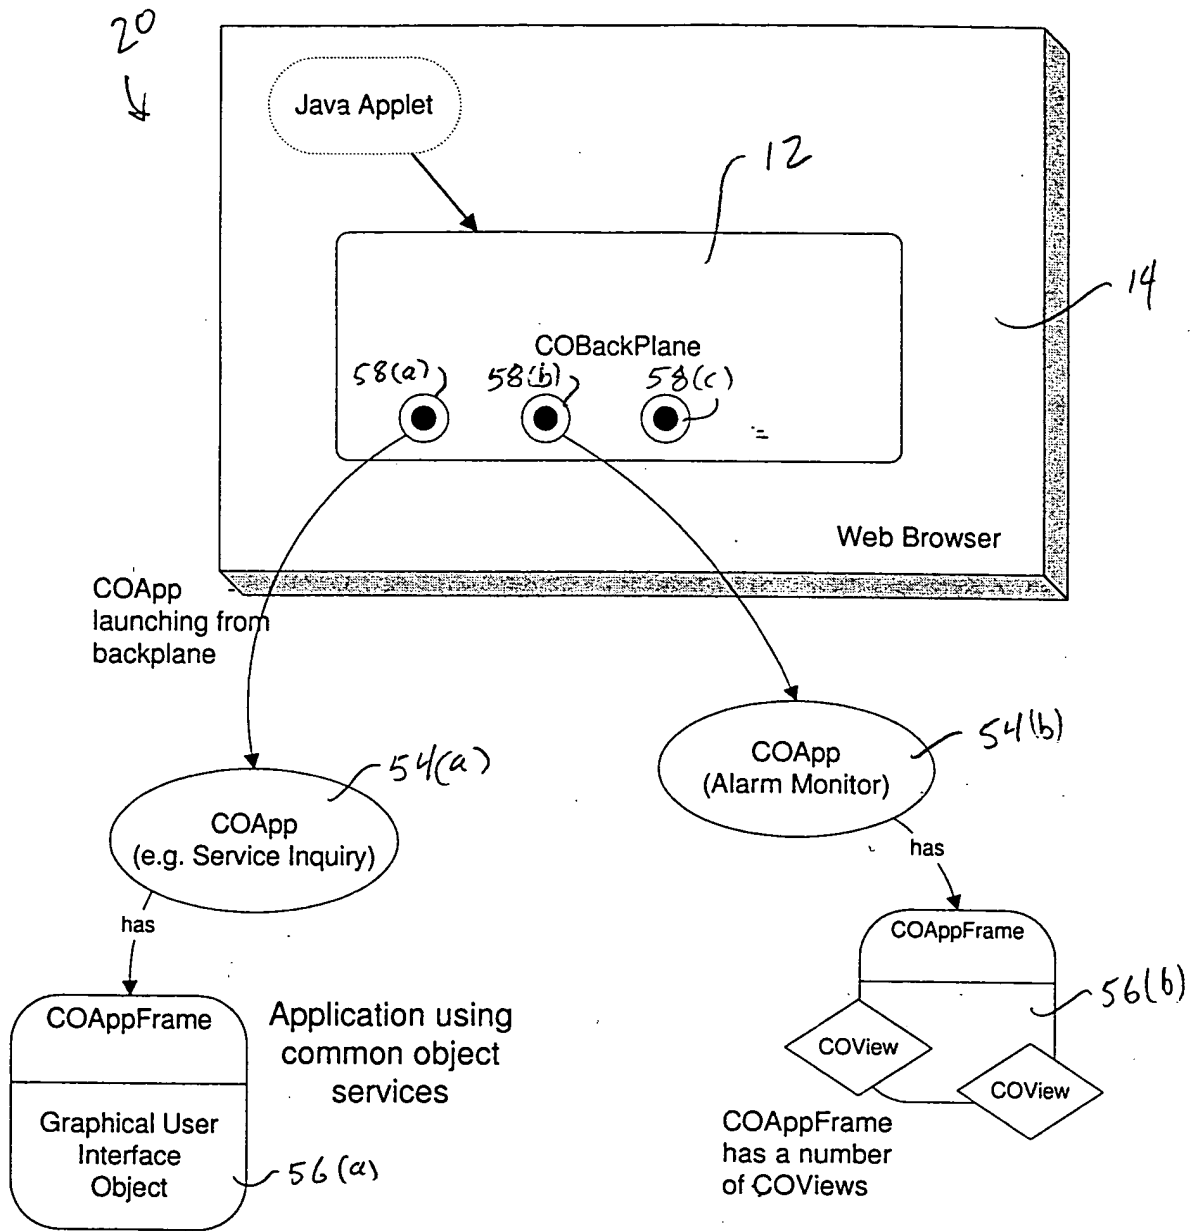 20
Java Applet
12
14
COBackPlane
58(a)
58(b)
58(c)
Web Browser
COApp
launching from
backplane
54(a)
54(b)
COApp
(e.g. Service Inquiry)
COApp
(Alarm Monitor)
has
has
COAppFrame
Graphical User
Interface
Object
56(a)
Application using
common object
services
COAppFrame
56(b)
COView
COView
COAppFrame
has a number
of COViews